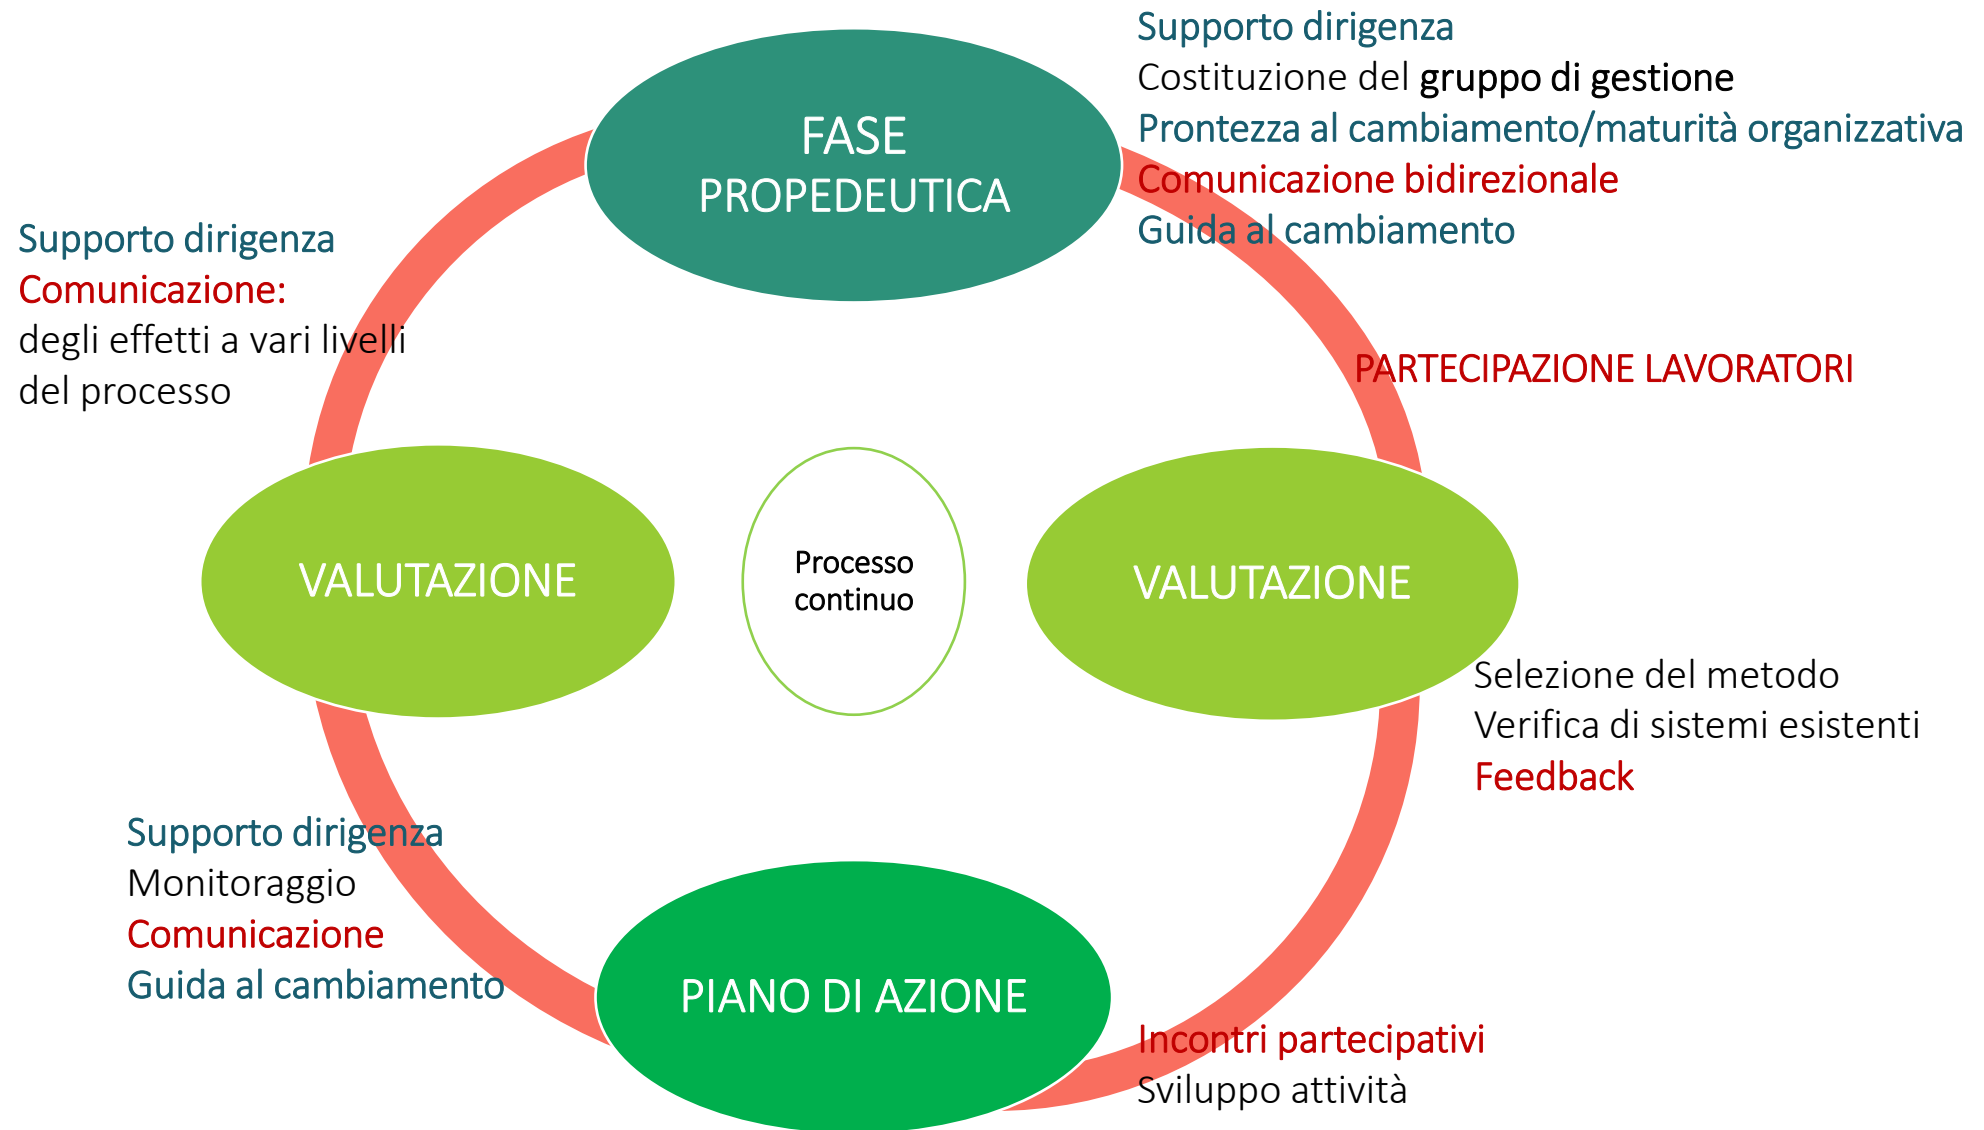 Supporto dirigenza
Costituzione del gruppo di gestione
Prontezza al cambiamento/maturità organizzativa
Comunicazione bidirezionale
Guida al cambiamento
FASE
PROPEDEUTICA
Supporto dirigenza
Comunicazione:
degli effetti a vari livelli
del processo
PARTECIPAZIONE LAVORATORI
VALUTAZIONE
Processo
continuo
VALUTAZIONE
Selezione del metodo
Verifica di sistemi esistenti
Feedback
Supporto dirigenza
Monitoraggio
Comunicazione
Guida al cambiamento
PIANO DI AZIONE
Incontri partecipativi
Sviluppo attività